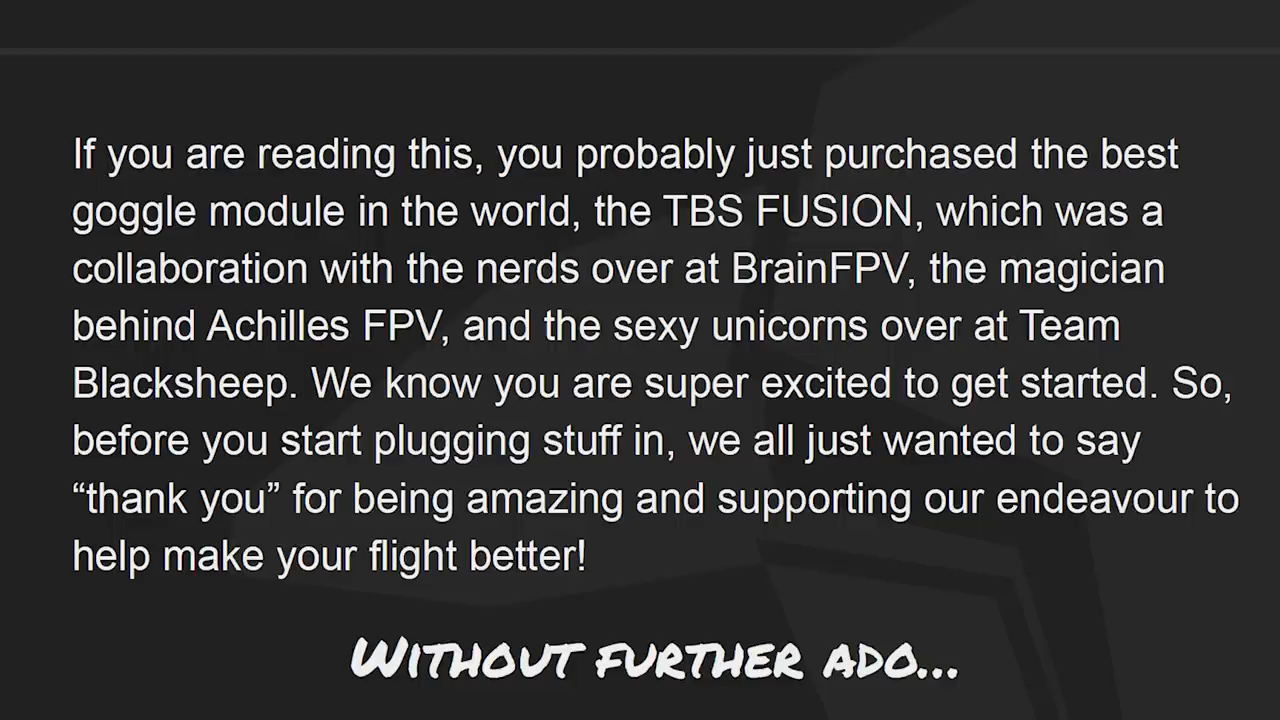 If you are reading this, you probably just purchased the best
goggle module in the world, the TBS FUSION, which was a
collaboration with the nerds over at BrainFPV, the magician
behind Achilles FPV, and the sexy unicorns over at Team
Blacksheep. We know you are super excited to get started. So,
before you start plugging stuff in, we all just wanted to say
“thank you” for being amazing and supporting our endeavour to
help make your flight better!
WITHOUT FURTHER ADO...